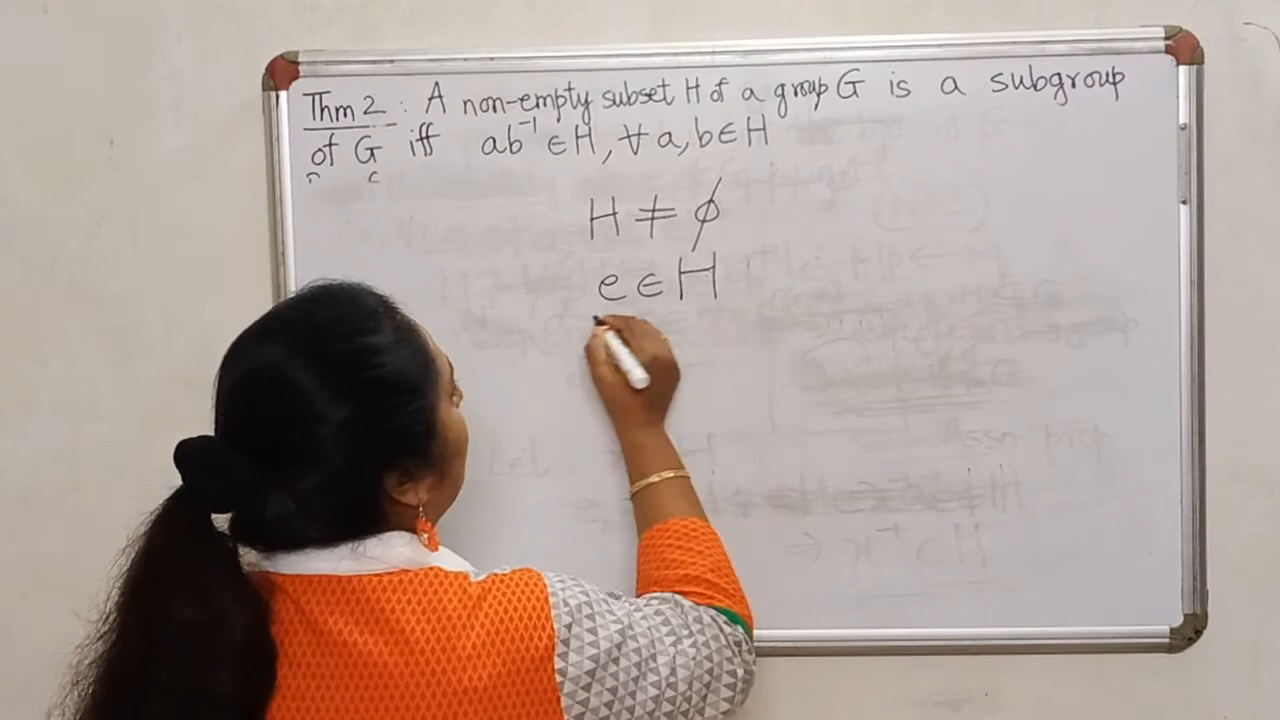 Thm 2 : A non-empty subset H of a group G is a subgroup
of G iff ab⁻¹ ∈ H, ∀ a, b ∈ H
H ≠ ϕ
e ∈ H